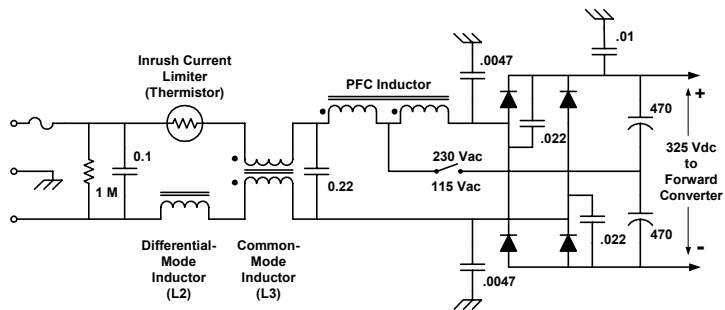 Inrush Current
Limiter
(Thermistor)
PFC Inductor
.0047
.01
+
0.1
1 M
0.22
230 Vac
115 Vac
.022
470
325 Vdc
to
Forward
Converter
.022
470
-
Differential-
Mode
Inductor
(L2)
Common-
Mode
Inductor
(L3)
.0047